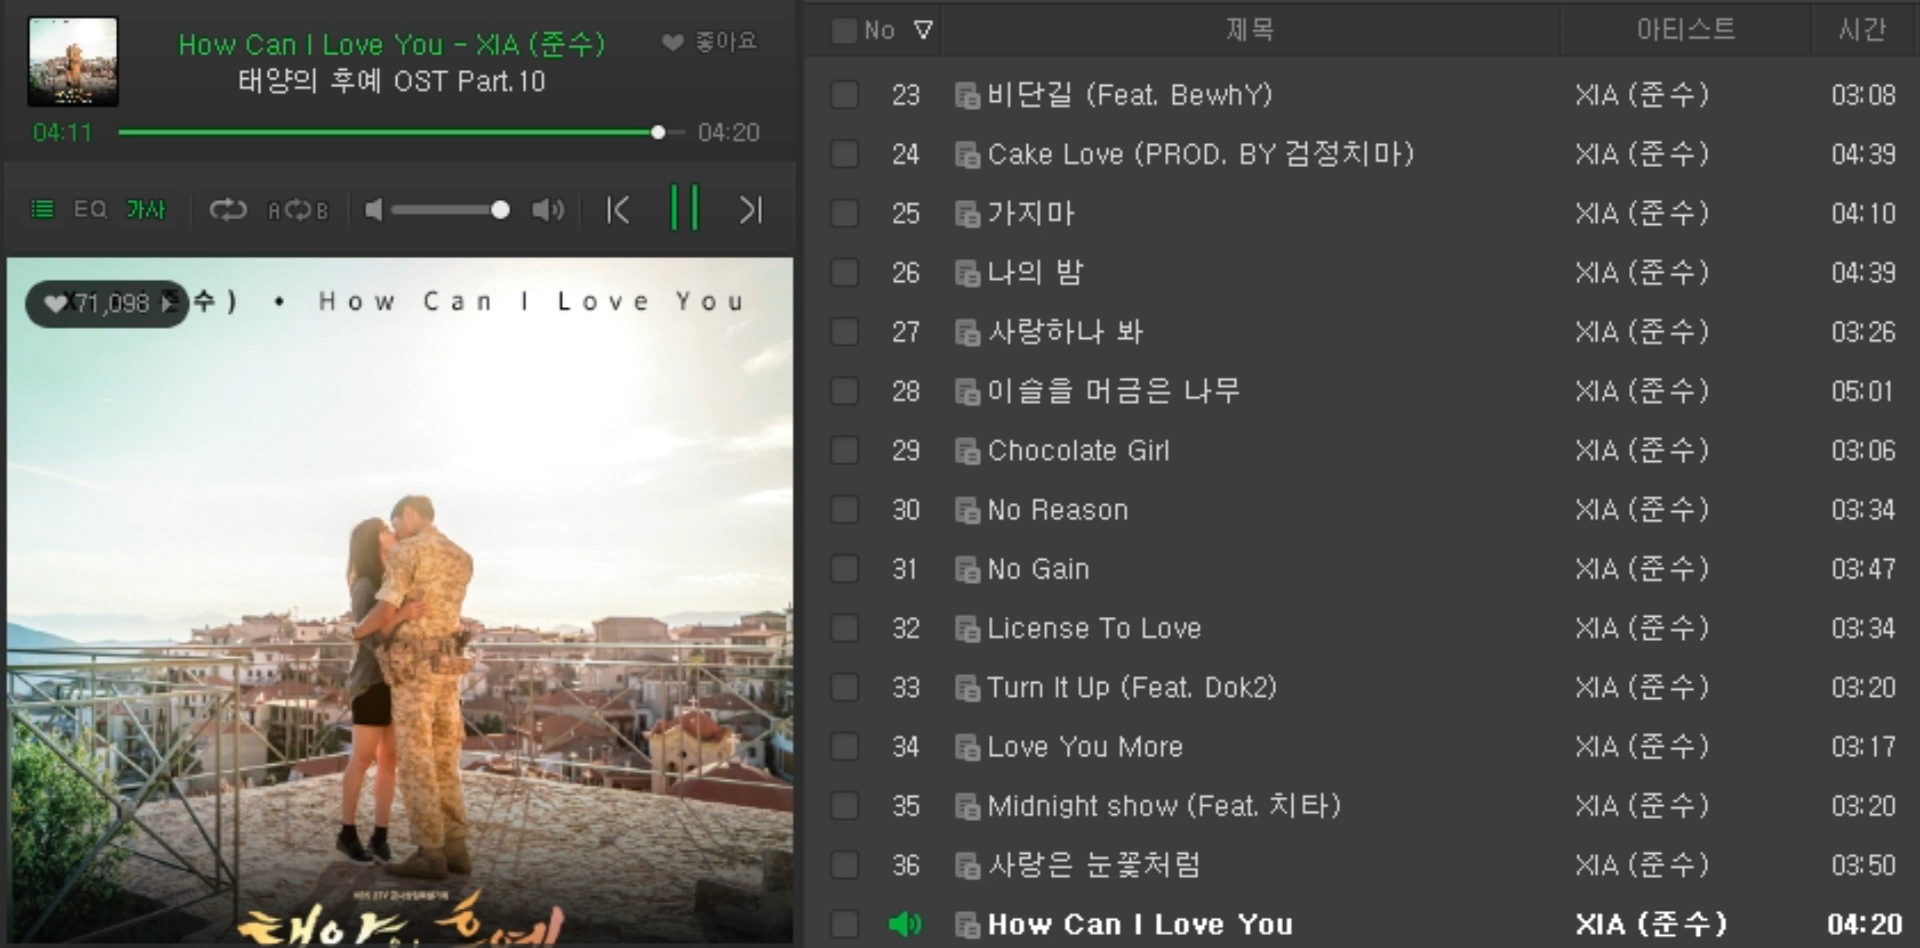 How Can I Love You - XIA (준수)
좋아요
태양의 후예 OST Part.10
04:11
04:20
EQ 가사
A B
71,098
수) • How Can I Love You
태양의 후예
No 제목 아티스트 시간
23 비단길 (Feat. BewhY) XIA (준수) 03:08
24 Cake Love (PROD. BY 검정치마) XIA (준수) 04:39
25 가지마 XIA (준수) 04:10
26 나의 밤 XIA (준수) 04:39
27 사랑하나 봐 XIA (준수) 03:26
28 이슬을 머금은 나무 XIA (준수) 05:01
29 Chocolate Girl XIA (준수) 03:06
30 No Reason XIA (준수) 03:34
31 No Gain XIA (준수) 03:47
32 License To Love XIA (준수) 03:34
33 Turn It Up (Feat. Dok2) XIA (준수) 03:20
34 Love You More XIA (준수) 03:17
35 Midnight show (Feat. 치타) XIA (준수) 03:20
36 사랑은 눈꽃처럼 XIA (준수) 03:50
How Can I Love You XIA (준수) 04:20